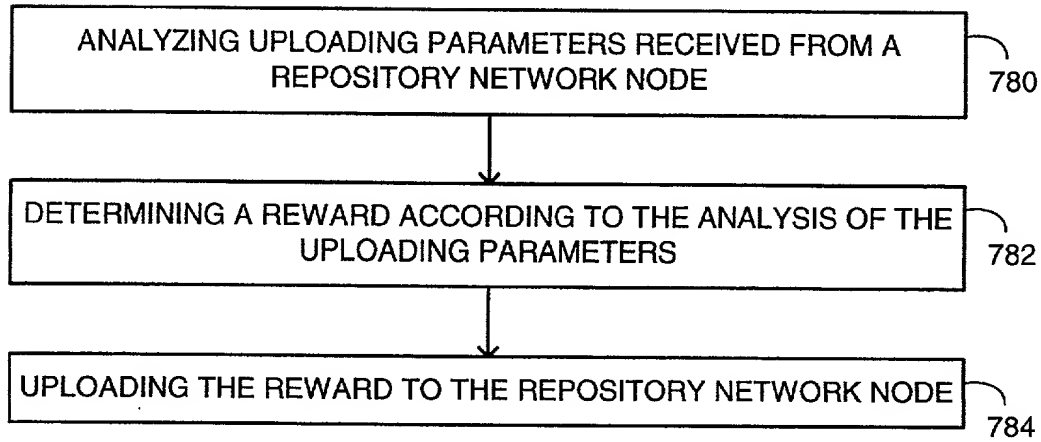 ANALYZING UPLOADING PARAMETERS RECEIVED FROM A
REPOSITORY NETWORK NODE
780
DETERMINING A REWARD ACCORDING TO THE ANALYSIS OF THE
UPLOADING PARAMETERS
782
UPLOADING THE REWARD TO THE REPOSITORY NETWORK NODE
784